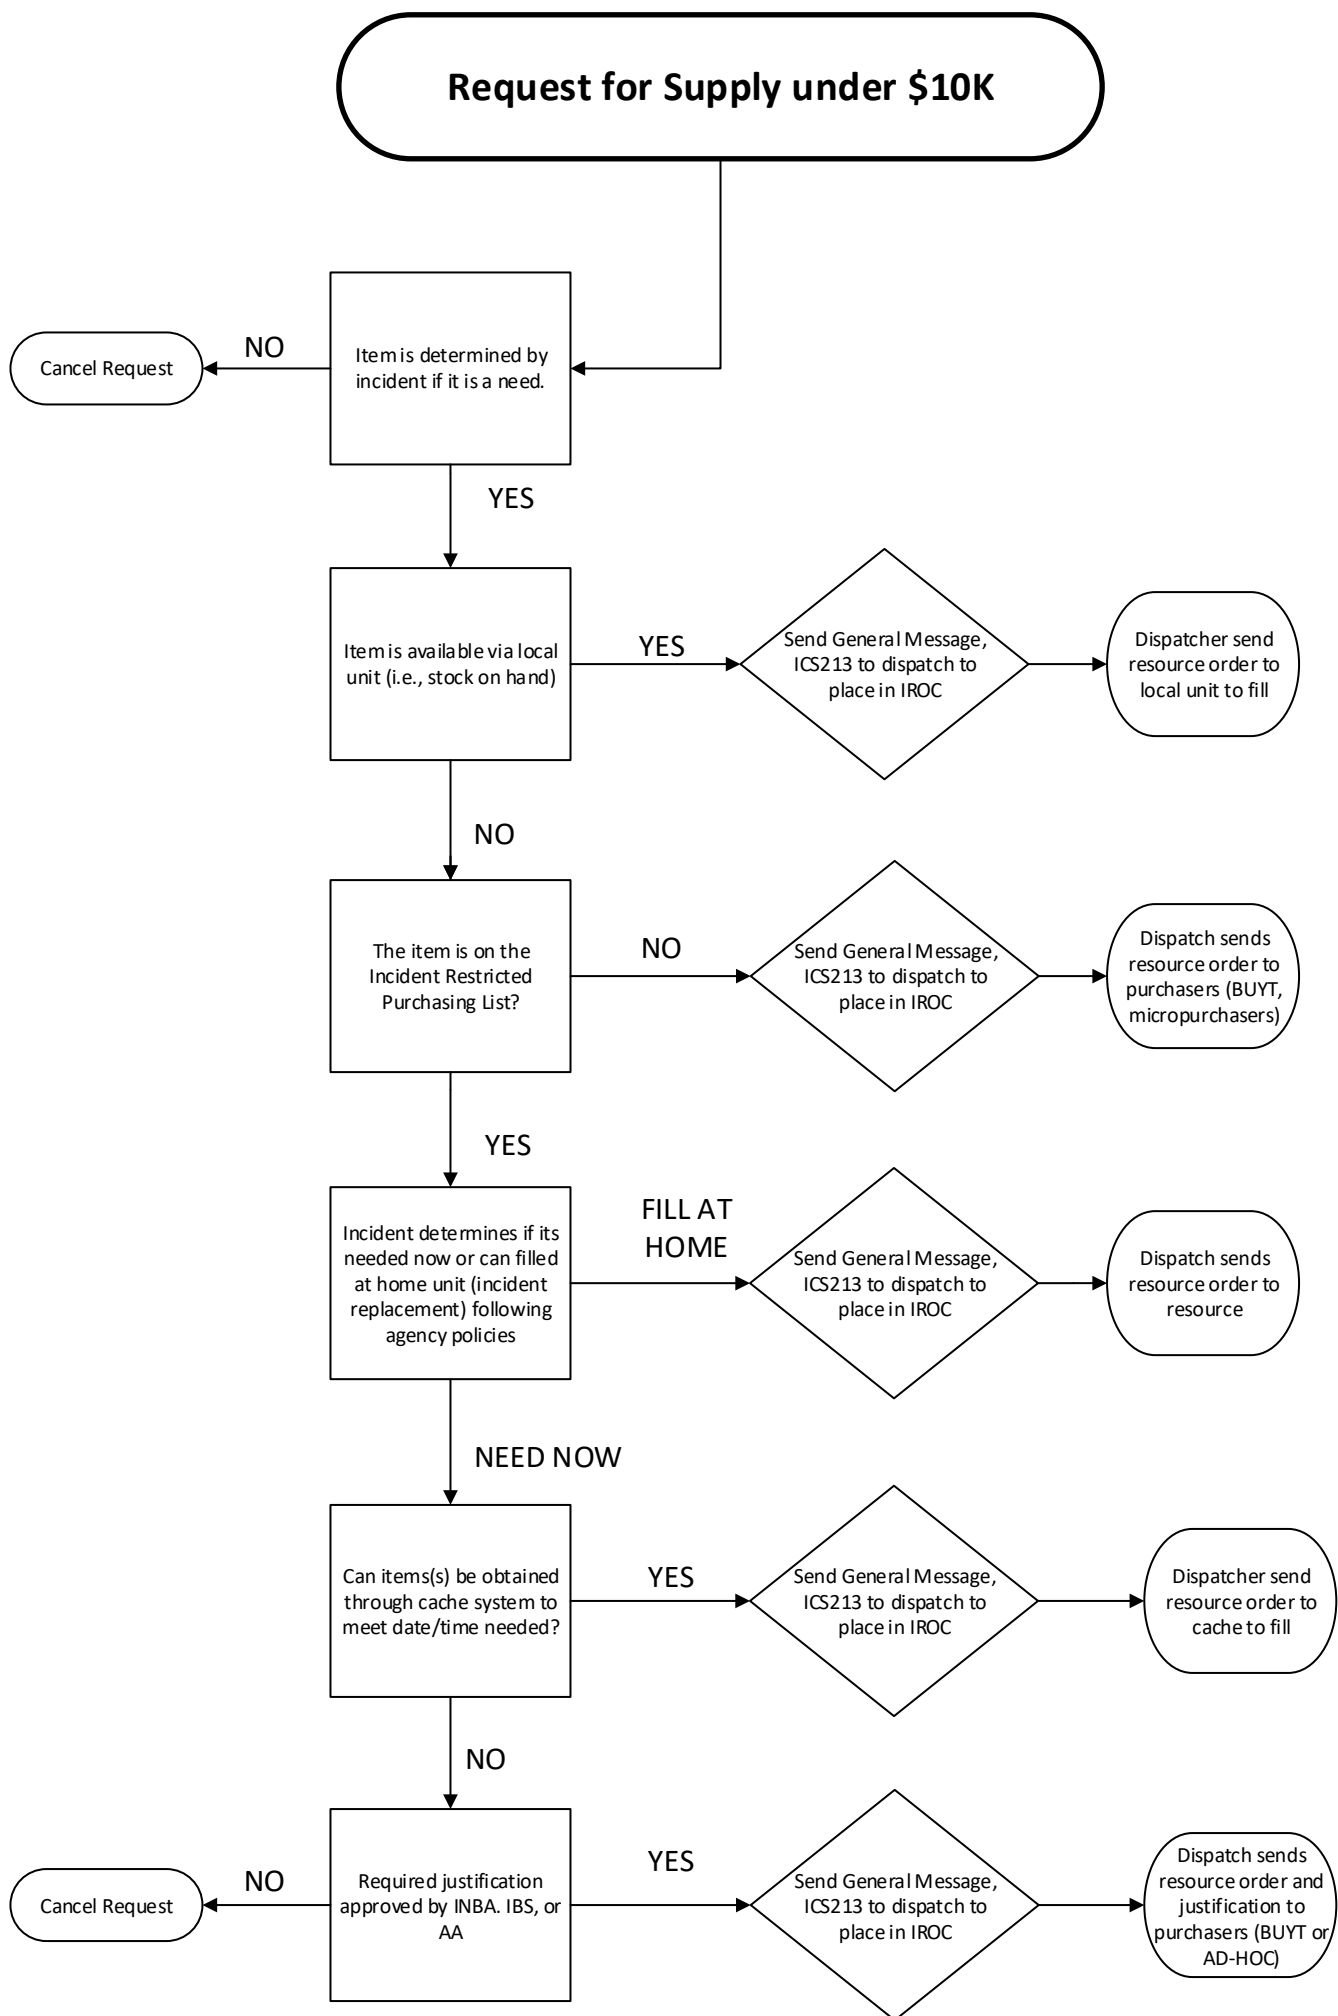 Request for Supply under $10K
Item is determined by
incident if it is a need.
NO
Cancel Request
YES
Item is available via local
unit (i.e., stock on hand)
YES
Send General Message,
ICS213 to dispatch to
place in IROC
Dispatcher send
resource order to
local unit to fill
NO
The item is on the
Incident Restricted
Purchasing List?
NO
Send General Message,
ICS213 to dispatch to
place in IROC
Dispatch sends
resource order to
purchasers (BUYT,
micropurchasers)
YES
Incident determines if its
needed now or can filled
at home unit (incident
replacement) following
agency policies
FILL AT
HOME
Send General Message,
ICS213 to dispatch to
place in IROC
Dispatch sends
resource order to
resource
NEED NOW
Can items(s) be obtained
through cache system to
meet date/time needed?
YES
Send General Message,
ICS213 to dispatch to
place in IROC
Dispatcher send
resource order to
cache to fill
NO
Required justification
approved by INBA. IBS, or
AA
NO
Cancel Request
YES
Send General Message,
ICS213 to dispatch to
place in IROC
Dispatch sends
resource order and
justification to
purchasers (BUYT or
AD-HOC)